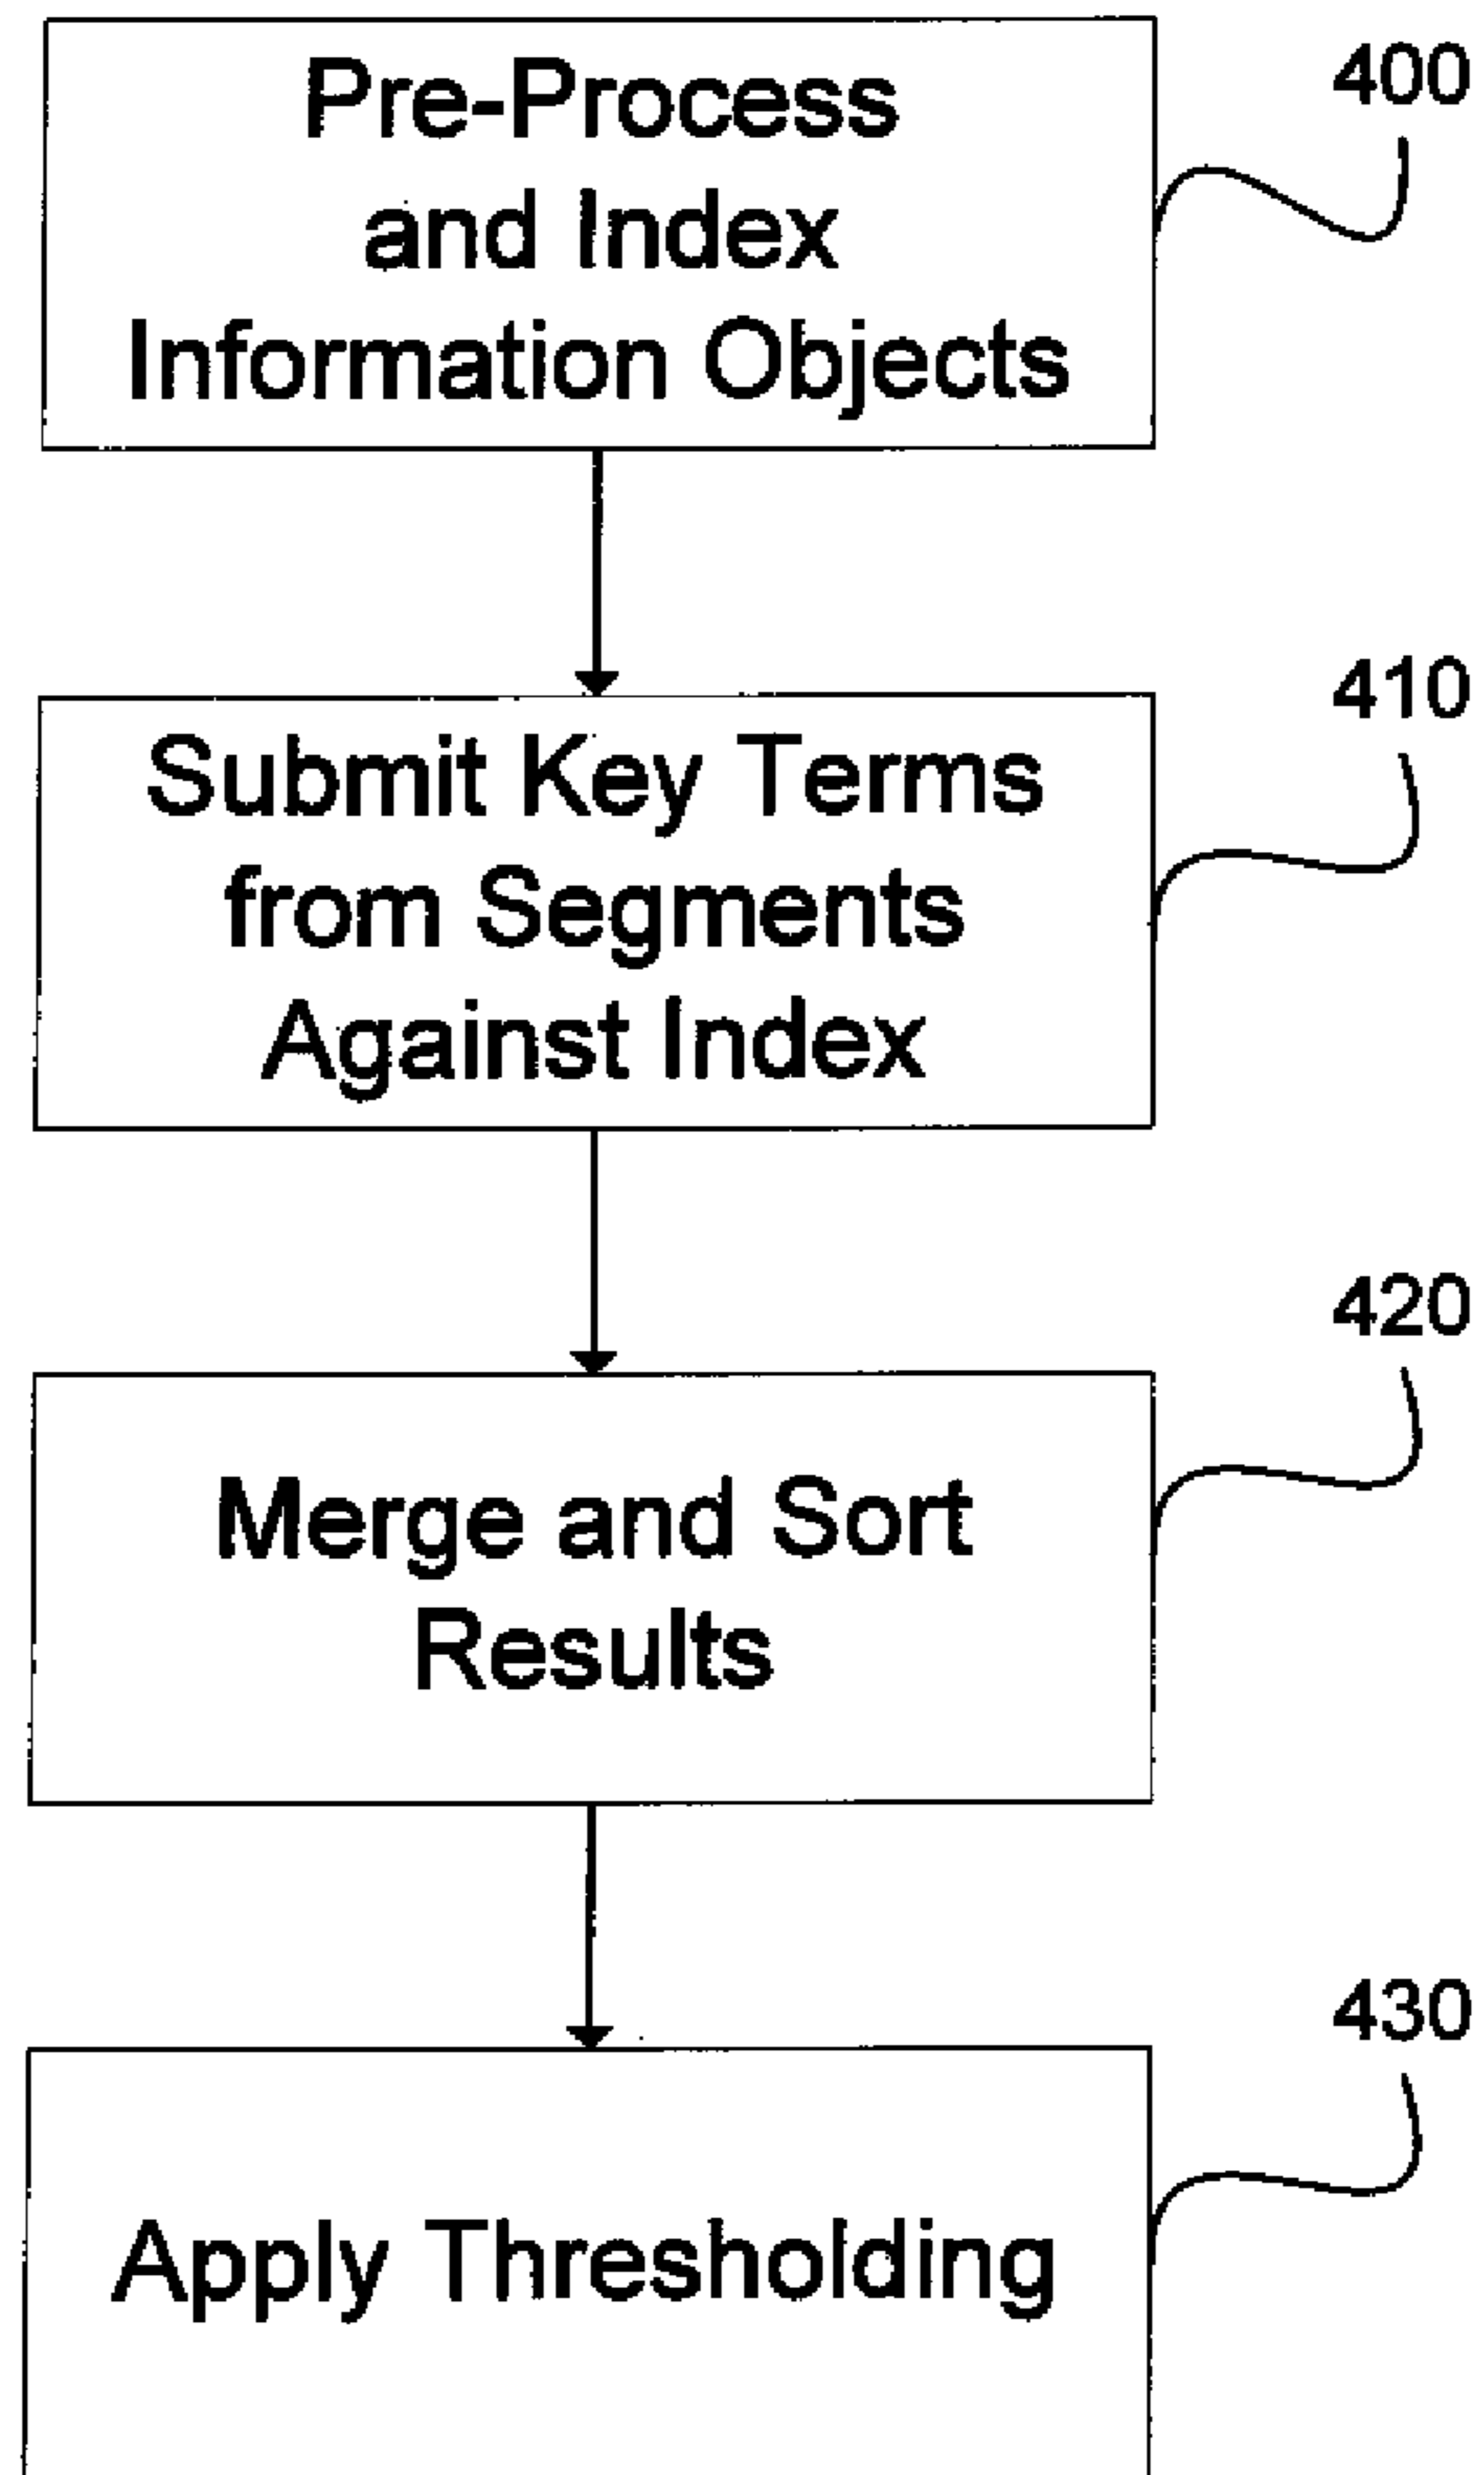 Pre-Process
and Index
Information Objects
400
Submit Key Terms
from Segments
Against Index
410
Merge and Sort
Results
420
Apply Thresholding
430